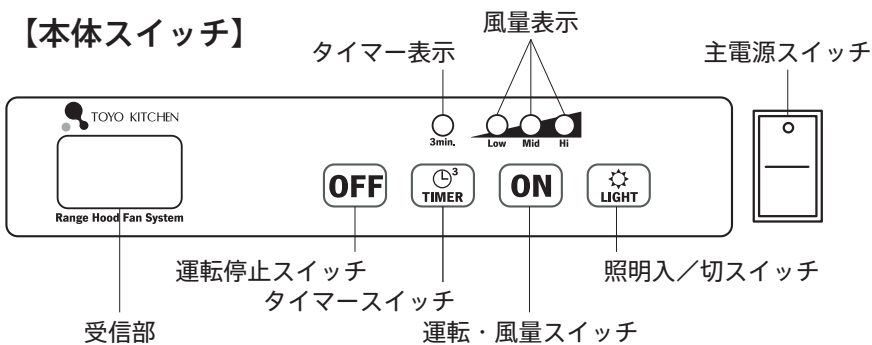 【本体スイッチ】
タイマー表示
風量表示
主電源スイッチ
TOYO KITCHEN
3min.
Low Mid Hi
OFF
3
TIMER
ON
LIGHT
Range Hood Fan System
運転停止スイッチ
照明入／切スイッチ
タイマースイッチ
受信部
運転・風量スイッチ